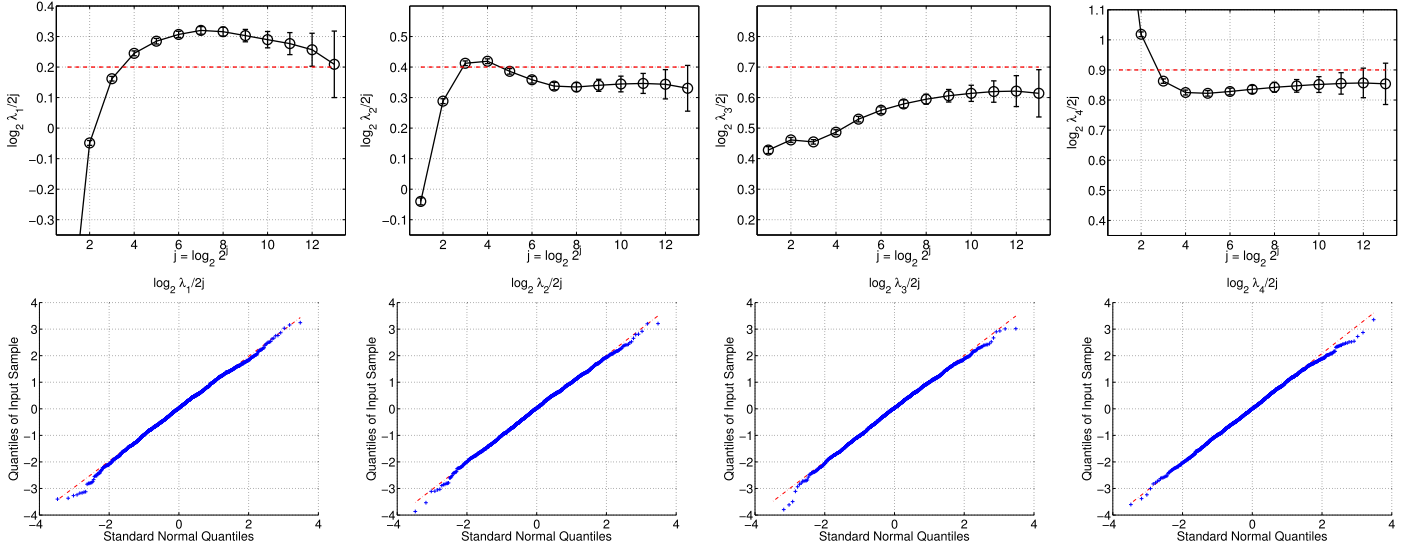 0.4
0.3
0.2
0.1
0
−0.1
−0.2
−0.3
log₂ λ₁/2j
2 4 6 8 10 12
j = log₂ 2ʲ
0.5
0.4
0.3
0.2
0.1
0
−0.1
log₂ λ₂/2j
2 4 6 8 10 12
j = log₂ 2ʲ
0.8
0.7
0.6
0.5
0.4
0.3
0.2
log₂ λ₃/2j
2 4 6 8 10 12
j = log₂ 2ʲ
1.1
1
0.9
0.8
0.7
0.6
0.5
0.4
log₂ λ₄/2j
2 4 6 8 10 12
j = log₂ 2ʲ
log₂ λ₁/2j
4
3
2
1
0
−1
−2
−3
−4
Quantiles of Input Sample
−4 −2 0 2 4
Standard Normal Quantiles
log₂ λ₂/2j
4
3
2
1
0
−1
−2
−3
−4
Quantiles of Input Sample
−4 −2 0 2 4
Standard Normal Quantiles
log₂ λ₃/2j
4
3
2
1
0
−1
−2
−3
−4
Quantiles of Input Sample
−4 −2 0 2 4
Standard Normal Quantiles
log₂ λ₄/2j
4
3
2
1
0
−1
−2
−3
−4
Quantiles of Input Sample
−4 −2 0 2 4
Standard Normal Quantiles